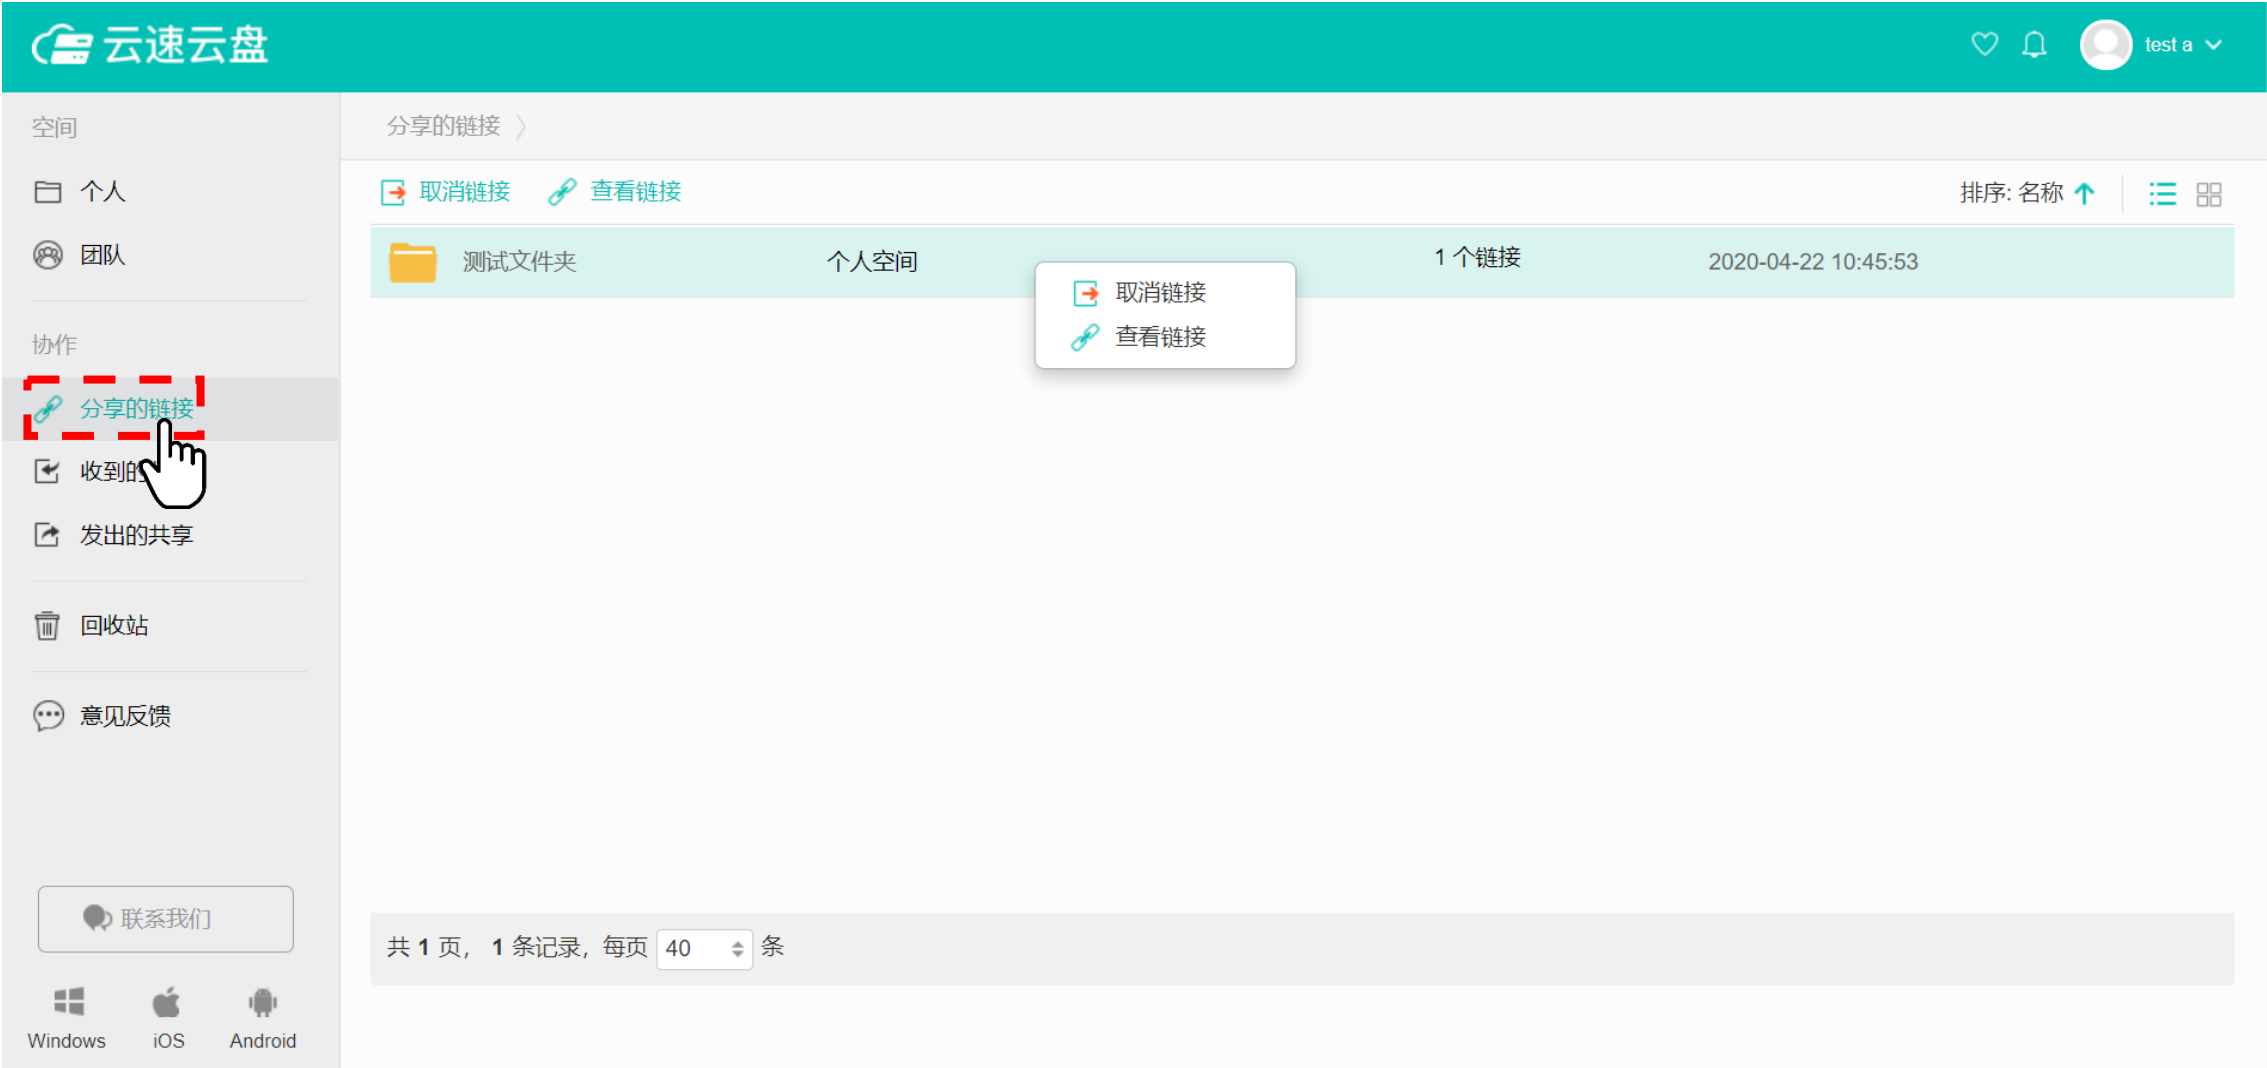 云速云盘
test a
空间
个人
团队
协作
分享的链接
收到的
发出的共享
回收站
意见反馈
联系我们
Windows iOS Android
分享的链接
取消链接 查看链接
排序: 名称
测试文件夹 个人空间 1 个链接 2020-04-22 10:45:53
取消链接
查看链接
共 1 页， 1 条记录，每页 40 条